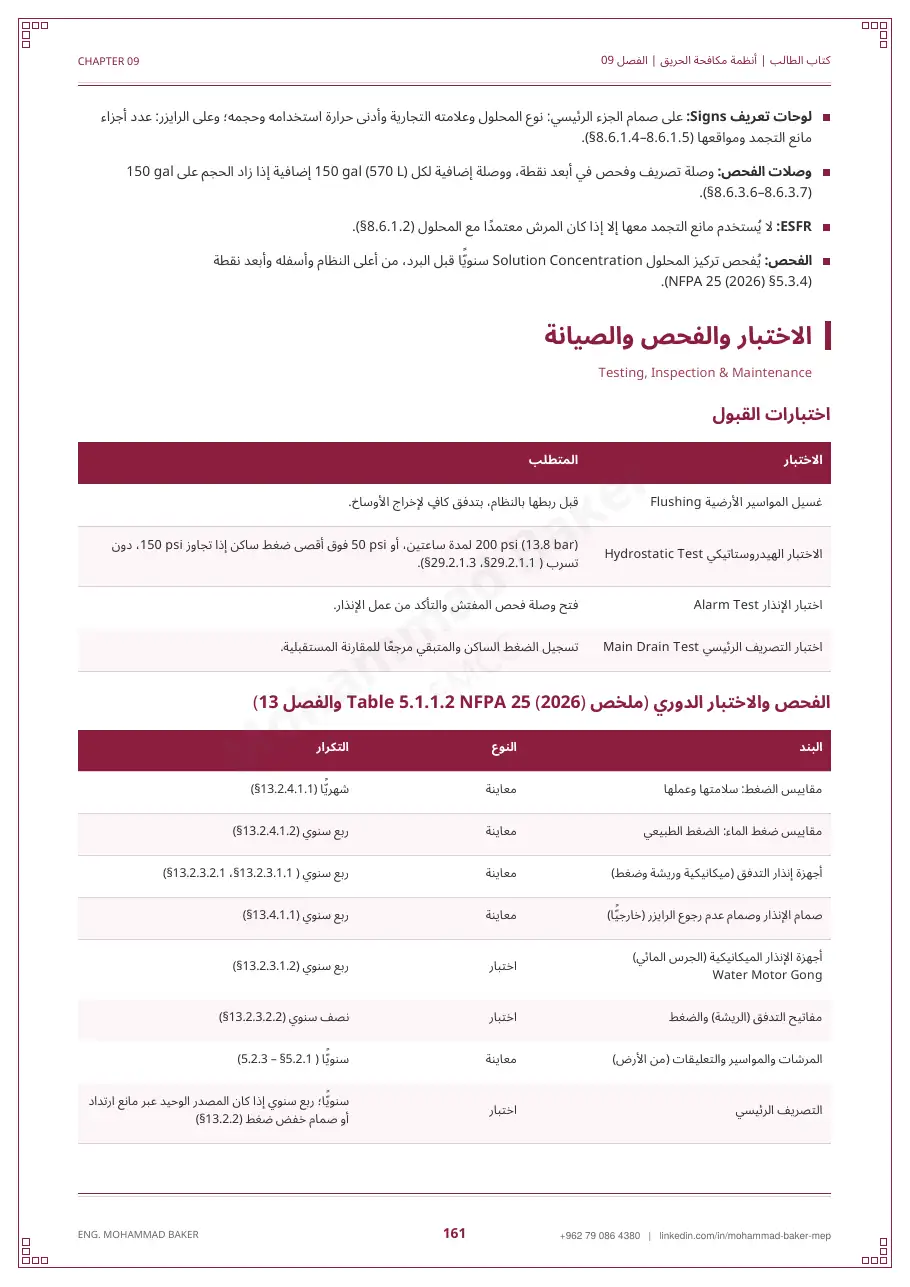 كتاب الطالب | أنظمة مكافحة الحريق | الفصل 09
CHAPTER 09
لوحات تعريف Signs: على صمام الجزء الرئيسي: نوع المحلول وعلامته التجارية وأدنى حرارة استخدامه وحجمه؛ وعلى الرايزر: عدد أجزاء
مانع التجمد ومواقعها (§8.6.1.4–8.6.1.5).
وصلات الفحص: وصلة تصريف وفحص في أبعد نقطة، ووصلة إضافية لكل 150 gal (570 L) إضافية إذا زاد الحجم على 150 gal
(§8.6.3.6–8.6.3.7).
ESFR: لا يُستخدم مانع التجمد معها إلا إذا كان المرش معتمدًا مع المحلول (§8.6.1.2).
الفحص: يُفحص تركيز المحلول Solution Concentration سنويًّا قبل البرد، من أعلى النظام وأسفله وأبعد نقطة
(NFPA 25 (2026) §5.3.4).
الاختبار والفحص والصيانة
Testing, Inspection & Maintenance
اختبارات القبول
الاختبار المتطلب
غسيل المواسير الأرضية Flushing قبل ربطها بالنظام، بتدفق كافٍ لإخراج الأوساخ.
الاختبار الهيدروستاتيكي Hydrostatic Test 200 psi (13.8 bar) لمدة ساعتين، أو 50 psi فوق أقصى ضغط ساكن إذا تجاوز 150 psi، دون
تسرب (§29.2.1.1، §29.2.1.3).
اختبار الإنذار Alarm Test فتح وصلة فحص المفتش والتأكد من عمل الإنذار.
اختبار التصريف الرئيسي Main Drain Test تسجيل الضغط الساكن والمتبقي مرجعًا للمقارنة المستقبلية.
الفحص والاختبار الدوري (ملخص Table 5.1.1.2 NFPA 25 (2026) والفصل 13)
البند النوع التكرار
مقاييس الضغط: سلامتها وعملها معاينة شهريًّا (§13.2.4.1.1)
مقاييس ضغط الماء: الضغط الطبيعي معاينة ربع سنوي (§13.2.4.1.2)
أجهزة إنذار التدفق (ميكانيكية وريشة وضغط) معاينة ربع سنوي (§13.2.3.1.1، §13.2.3.2.1)
صمام الإنذار وصمام عدم رجوع الرايزر (خارجيًّا) معاينة ربع سنوي (§13.4.1.1)
أجهزة الإنذار الميكانيكية (الجرس المائي)
Water Motor Gong اختبار ربع سنوي (§13.2.3.1.2)
مفاتيح التدفق (الريشة) والضغط اختبار نصف سنوي (§13.2.3.2.2)
المرشات والمواسير والتعليقات (من الأرض) معاينة سنويًّا (§5.2.1 – 5.2.3)
التصريف الرئيسي اختبار سنويًّا؛ ربع سنوي إذا كان المصدر الوحيد عبر مانع ارتداد
أو صمام خفض ضغط (§13.2.2)
Mohammad Baker
ENG. MOHAMMAD BAKER
161
+962 79 086 4380 | linkedin.com/in/mohammad-baker-mep